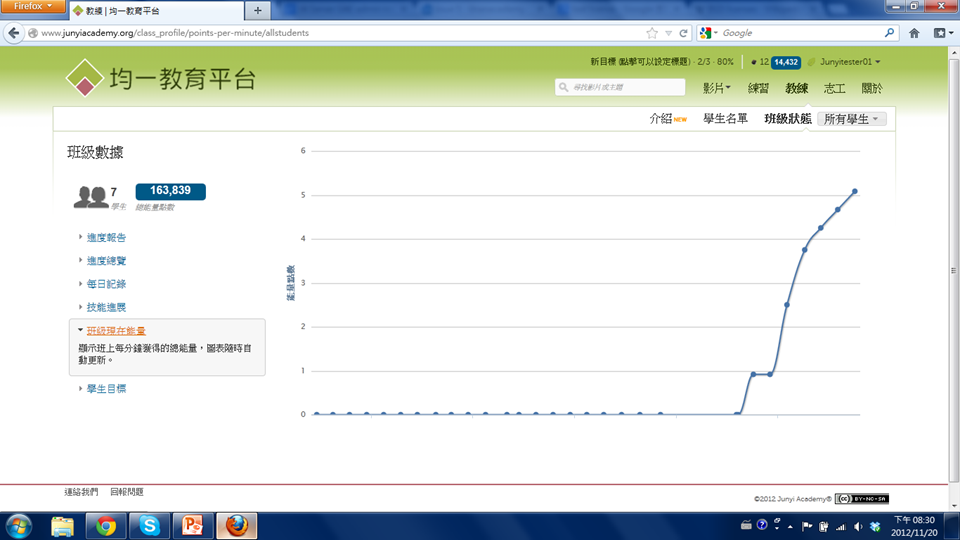 Firefox
教練 | 均一教育平台
www.junyiacademy.org/class_profile/points-per-minute/allstudents
Google
新目標 (點擊可以設定標題) · 2/3 · 80%
12
14,432
Junyitester01
均一教育平台
尋找影片或主題
影片
練習
教練
志工
關於
介紹 NEW
學生名單
班級狀態
所有學生
班級數據
7
學生
163,839
總能量點數
進度報告
進度總覽
每日記錄
技能進展
班級現在能量
顯示班上每分鐘獲得的總能量，圖表隨時自
動更新。
學生目標
能量點數
6
5
4
3
2
1
0
連絡我們
回報問題
©2012 Junyi Academy®
cc BY-NC-SA
下午 08:30
2012/11/20